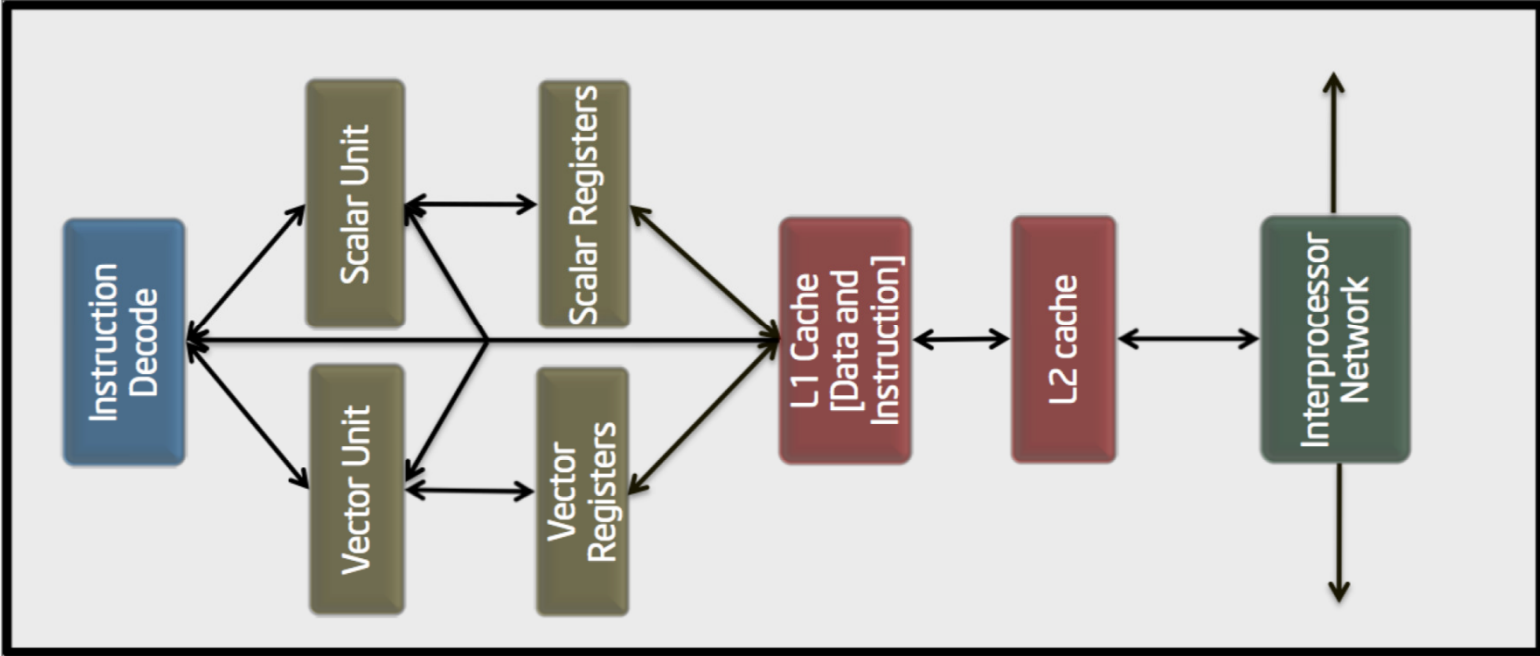 Instruction
Decode
Scalar Unit
Vector Unit
Scalar Registers
Vector
Registers
L1 Cache
[Data and
Instruction]
L2 cache
Interprocessor
Network